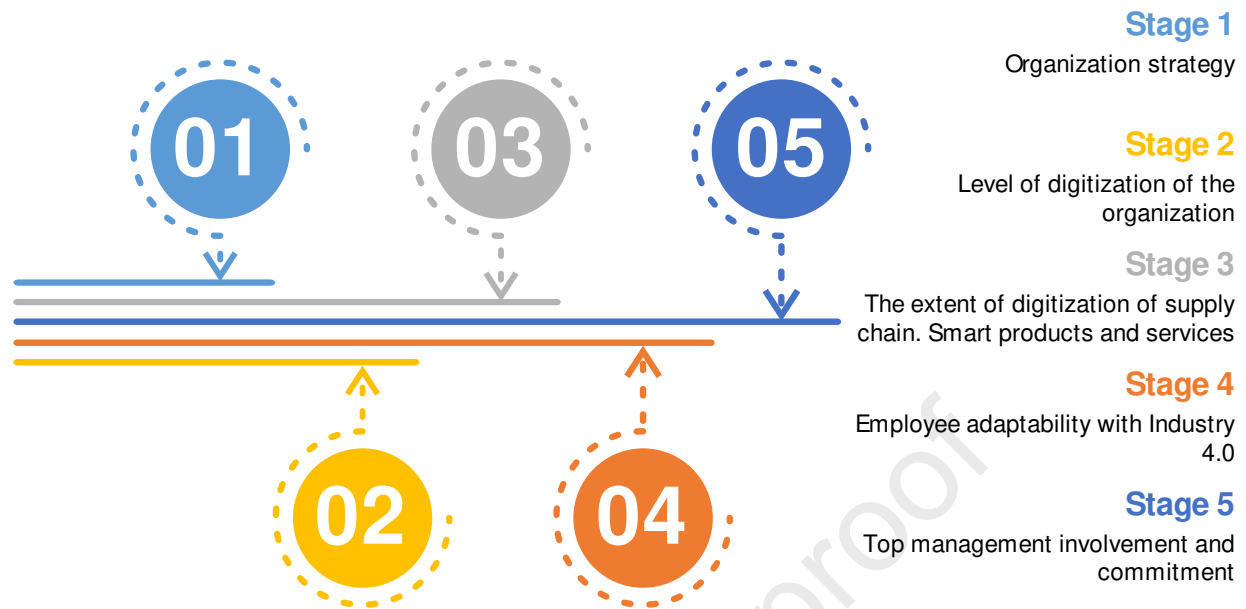 01
03
05
02
04
Stage 1
Organization strategy
Stage 2
Level of digitization of the
organization
Stage 3
The extent of digitization of supply
chain. Smart products and services
Stage 4
Employee adaptability with Industry
4.0
Stage 5
Top management involvement and
commitment
proof